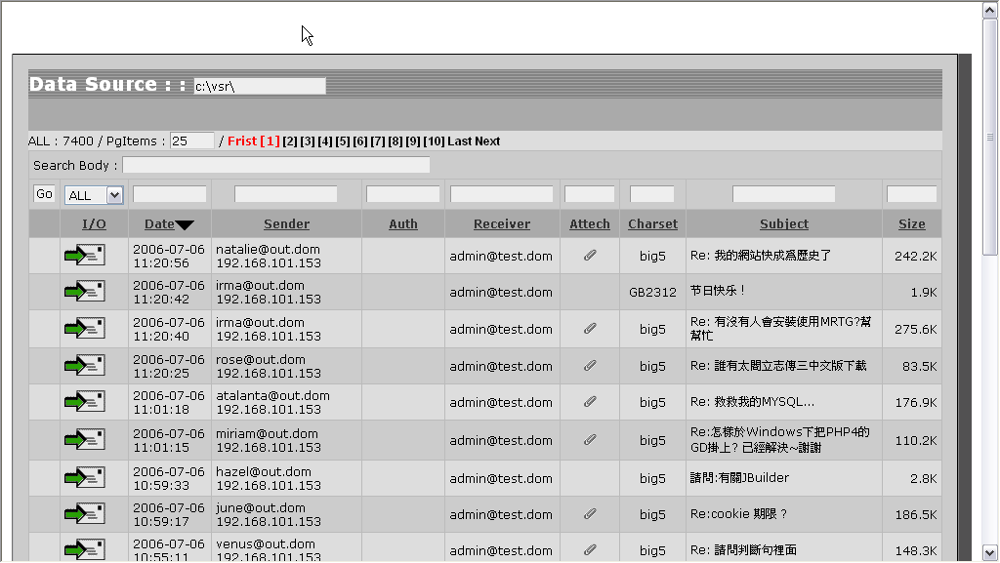 Data Source : : c:\vsr\
ALL : 7400 / PgItems : 25 / Frist [1] [2] [3] [4] [5] [6] [7] [8] [9] [10] Last Next
Search Body :
Go ALL
I/O Date Sender Auth Receiver Attech Charset Subject Size
2006-07-06 11:20:56 natalie@out.dom 192.168.101.153 admin@test.dom big5 Re: 我的網站快成爲歷史了 242.2K
2006-07-06 11:20:42 irma@out.dom 192.168.101.153 admin@test.dom GB2312 节日快乐！ 1.9K
2006-07-06 11:20:40 irma@out.dom 192.168.101.153 admin@test.dom big5 Re: 有沒有人會安裝使用MRTG?幫幫忙 275.6K
2006-07-06 11:20:25 rose@out.dom 192.168.101.153 admin@test.dom big5 Re: 誰有太閤立志傳三中文版下載 83.5K
2006-07-06 11:01:18 atalanta@out.dom 192.168.101.153 admin@test.dom big5 Re: 救救我的MYSQL... 176.9K
2006-07-06 11:01:15 miriam@out.dom 192.168.101.153 admin@test.dom big5 Re:怎樣於Windows下把PHP4的GD掛上? 已經解決~謝謝 110.2K
2006-07-06 10:59:33 hazel@out.dom 192.168.101.153 admin@test.dom big5 請問:有關JBuilder 2.8K
2006-07-06 10:59:17 june@out.dom 192.168.101.153 admin@test.dom big5 Re:cookie 期限？ 186.5K
2006-07-06 10:55:11 venus@out.dom 192.168.101.153 admin@test.dom big5 Re: 請問判斷句裡面 148.3K